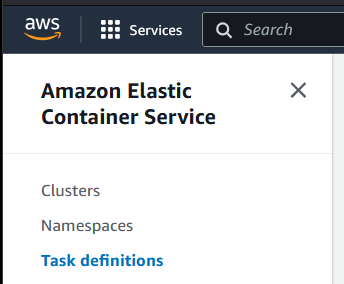 aws
Services
Search
Amazon Elastic
Container Service
Clusters
Namespaces
Task definitions